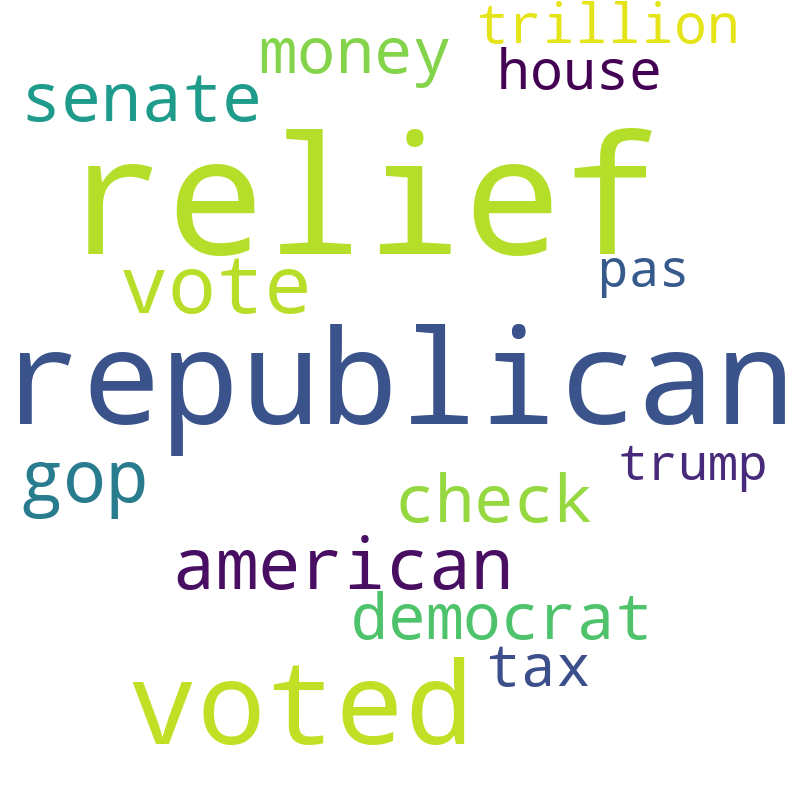 trillion
money
house
senate
relief
pas
vote
republican
trump
gop
check
american
democrat
tax
voted